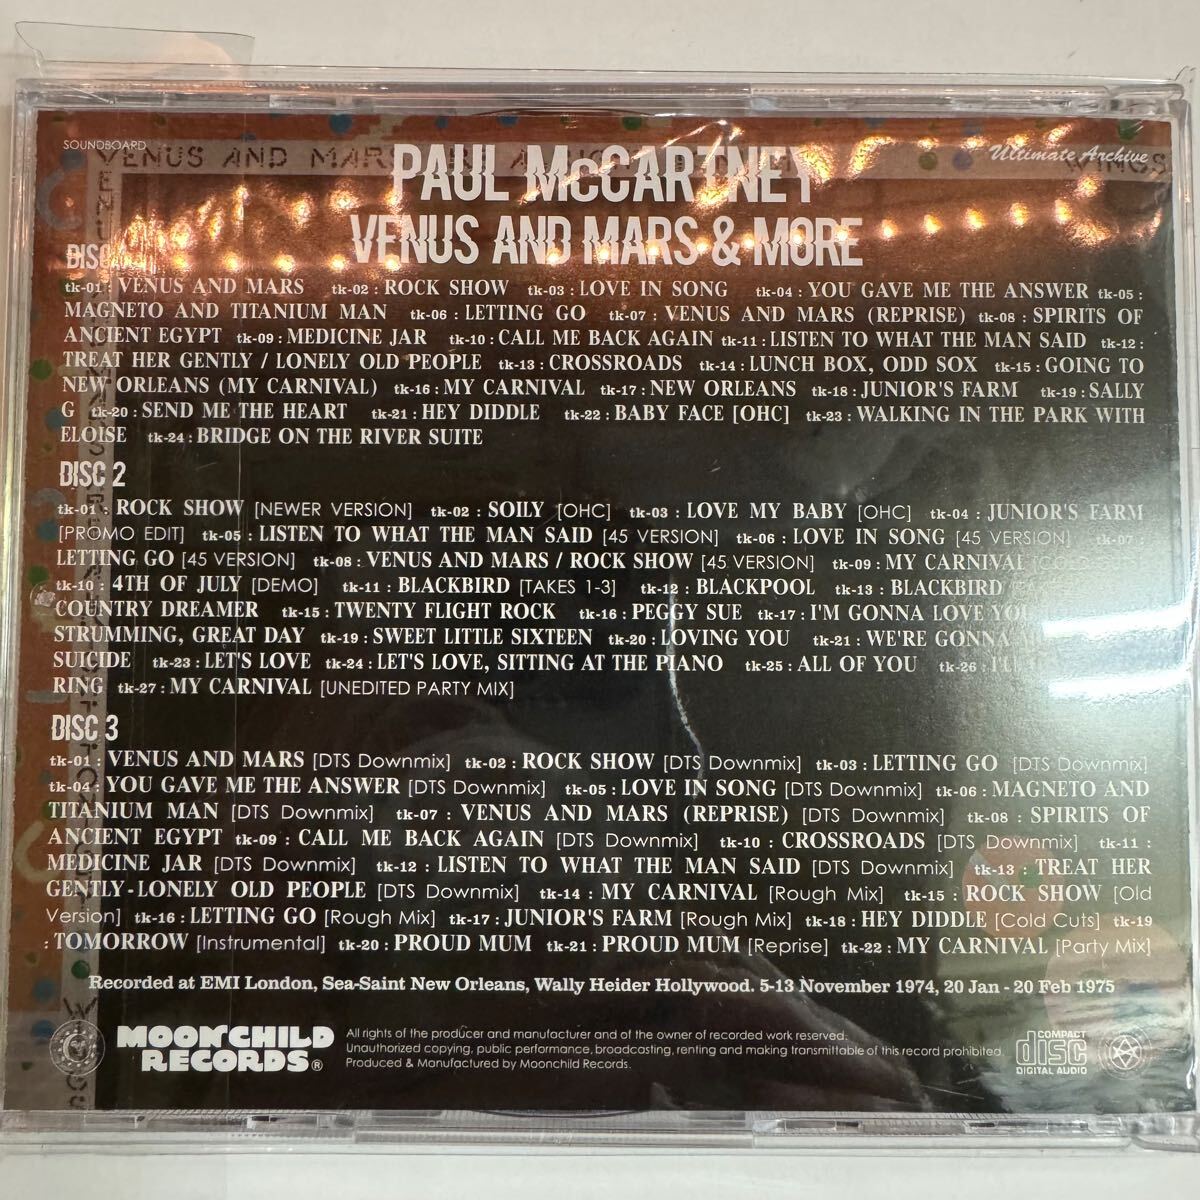 SOUNDBOARD
VENUS AND MARS
WINGS
Ultimate Archive
PAUL McCARTNEY
VENUS AND MARS & MORE
DISC
tk-01 : VENUS AND MARS tk-02 : ROCK SHOW tk-03 : LOVE IN SONG tk-04 : YOU GAVE ME THE ANSWER tk-05 :
MAGNETO AND TITANIUM MAN tk-06 : LETTING GO tk-07 : VENUS AND MARS (REPRISE) tk-08 : SPIRITS OF
ANCIENT EGYPT tk-09 : MEDICINE JAR tk-10 : CALL ME BACK AGAIN tk-11 : LISTEN TO WHAT THE MAN SAID tk-12 :
TREAT HER GENTLY / LONELY OLD PEOPLE tk-13 : CROSSROADS tk-14 : LUNCH BOX, ODD SOX tk-15 : GOING TO
NEW ORLEANS (MY CARNIVAL) tk-16 : MY CARNIVAL tk-17 : NEW ORLEANS tk-18 : JUNIOR'S FARM tk-19 : SALLY
G tk-20 : SEND ME THE HEART tk-21 : HEY DIDDLE tk-22 : BABY FACE [OHC] tk-23 : WALKING IN THE PARK WITH
ELOISE tk-24 : BRIDGE ON THE RIVER SUITE
DISC 2
tk-01 : ROCK SHOW [NEWER VERSION] tk-02 : SOILY [OHC] tk-03 : LOVE MY BABY [OHC] tk-04 : JUNIOR'S FARM
[PROMO EDIT] tk-05 : LISTEN TO WHAT THE MAN SAID [45 VERSION] tk-06 : LOVE IN SONG [45 VERSION] tk-07 :
LETTING GO [45 VERSION] tk-08 : VENUS AND MARS / ROCK SHOW [45 VERSION] tk-09 : MY CARNIVAL
tk-10 : 4TH OF JULY [DEMO] tk-11 : BLACKBIRD [TAKES 1-3] tk-12 : BLACKPOOL tk-13 : BLACKBIRD
COUNTRY DREAMER tk-15 : TWENTY FLIGHT ROCK tk-16 : PEGGY SUE tk-17 : I'M GONNA LOVE
STRUMMING, GREAT DAY tk-19 : SWEET LITTLE SIXTEEN tk-20 : LOVING YOU tk-21 : WE'RE GONNA
SUICIDE tk-23 : LET'S LOVE tk-24 : LET'S LOVE, SITTING AT THE PIANO tk-25 : ALL OF YOU tk-26 :
RING tk-27 : MY CARNIVAL [UNEDITED PARTY MIX]
DISC 3
tk-01 : VENUS AND MARS [DTS Downmix] tk-02 : ROCK SHOW [DTS Downmix] tk-03 : LETTING GO [DTS Downmix]
tk-04 : YOU GAVE ME THE ANSWER [DTS Downmix] tk-05 : LOVE IN SONG [DTS Downmix] tk-06 : MAGNETO AND
TITANIUM MAN [DTS Downmix] tk-07 : VENUS AND MARS (REPRISE) [DTS Downmix] tk-08 : SPIRITS OF
ANCIENT EGYPT tk-09 : CALL ME BACK AGAIN [DTS Downmix] tk-10 : CROSSROADS [DTS Downmix] tk-11 :
MEDICINE JAR [DTS Downmix] tk-12 : LISTEN TO WHAT THE MAN SAID [DTS Downmix] tk-13 : TREAT HER
GENTLY-LONELY OLD PEOPLE [DTS Downmix] tk-14 : MY CARNIVAL [Rough Mix] tk-15 : ROCK SHOW [Old
Version] tk-16 : LETTING GO [Rough Mix] tk-17 : JUNIOR'S FARM [Rough Mix] tk-18 : HEY DIDDLE [Cold Cuts] tk-19
: TOMORROW [Instrumental] tk-20 : PROUD MUM tk-21 : PROUD MUM [Reprise] tk-22 : MY CARNIVAL [Party Mix]
Recorded at EMI London, Sea-Saint New Orleans, Wally Heider Hollywood. 5-13 November 1974, 20 Jan - 20 Feb 1975
MOONCHILD
RECORDS®
All rights of the producer and manufacturer and of the owner of recorded work reserved.
Unauthorized copying, public performance, broadcasting, renting and making transmittable of this record prohibited.
Produced & Manufactured by Moonchild Records.
COMPACT
disc
DIGITAL AUDIO